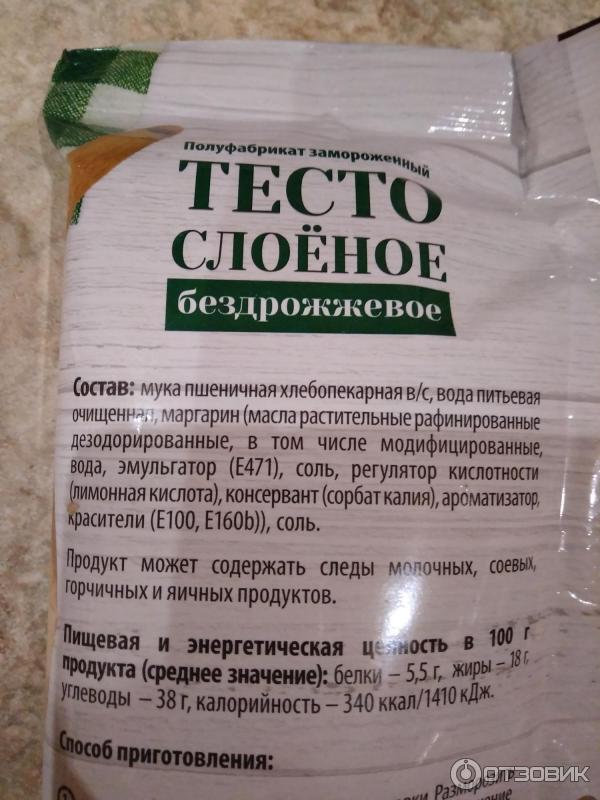 Полуфабрикат замороженный
ТЕСТО
СЛОЁНОЕ
бездрожжевое
Состав: мука пшеничная хлебопекарная в/с, вода питьевая
очищенная, маргарин (масла растительные рафинированные
дезодорированные, в том числе модифицированные,
вода, эмульгатор (Е471), соль, регулятор кислотности
(лимонная кислота), консервант (сорбат калия), ароматизатор,
красители (Е100, Е160b)), соль.
Продукт может содержать следы молочных, соевых,
горчичных и яичных продуктов.
Пищевая и энергетическая ценность в 100 г
продукта (среднее значение): белки – 5,5 г, жиры – 18 г,
углеводы – 38 г, калорийность – 340 ккал/1410 кДж.
Способ приготовления:
ОТЗОВИК